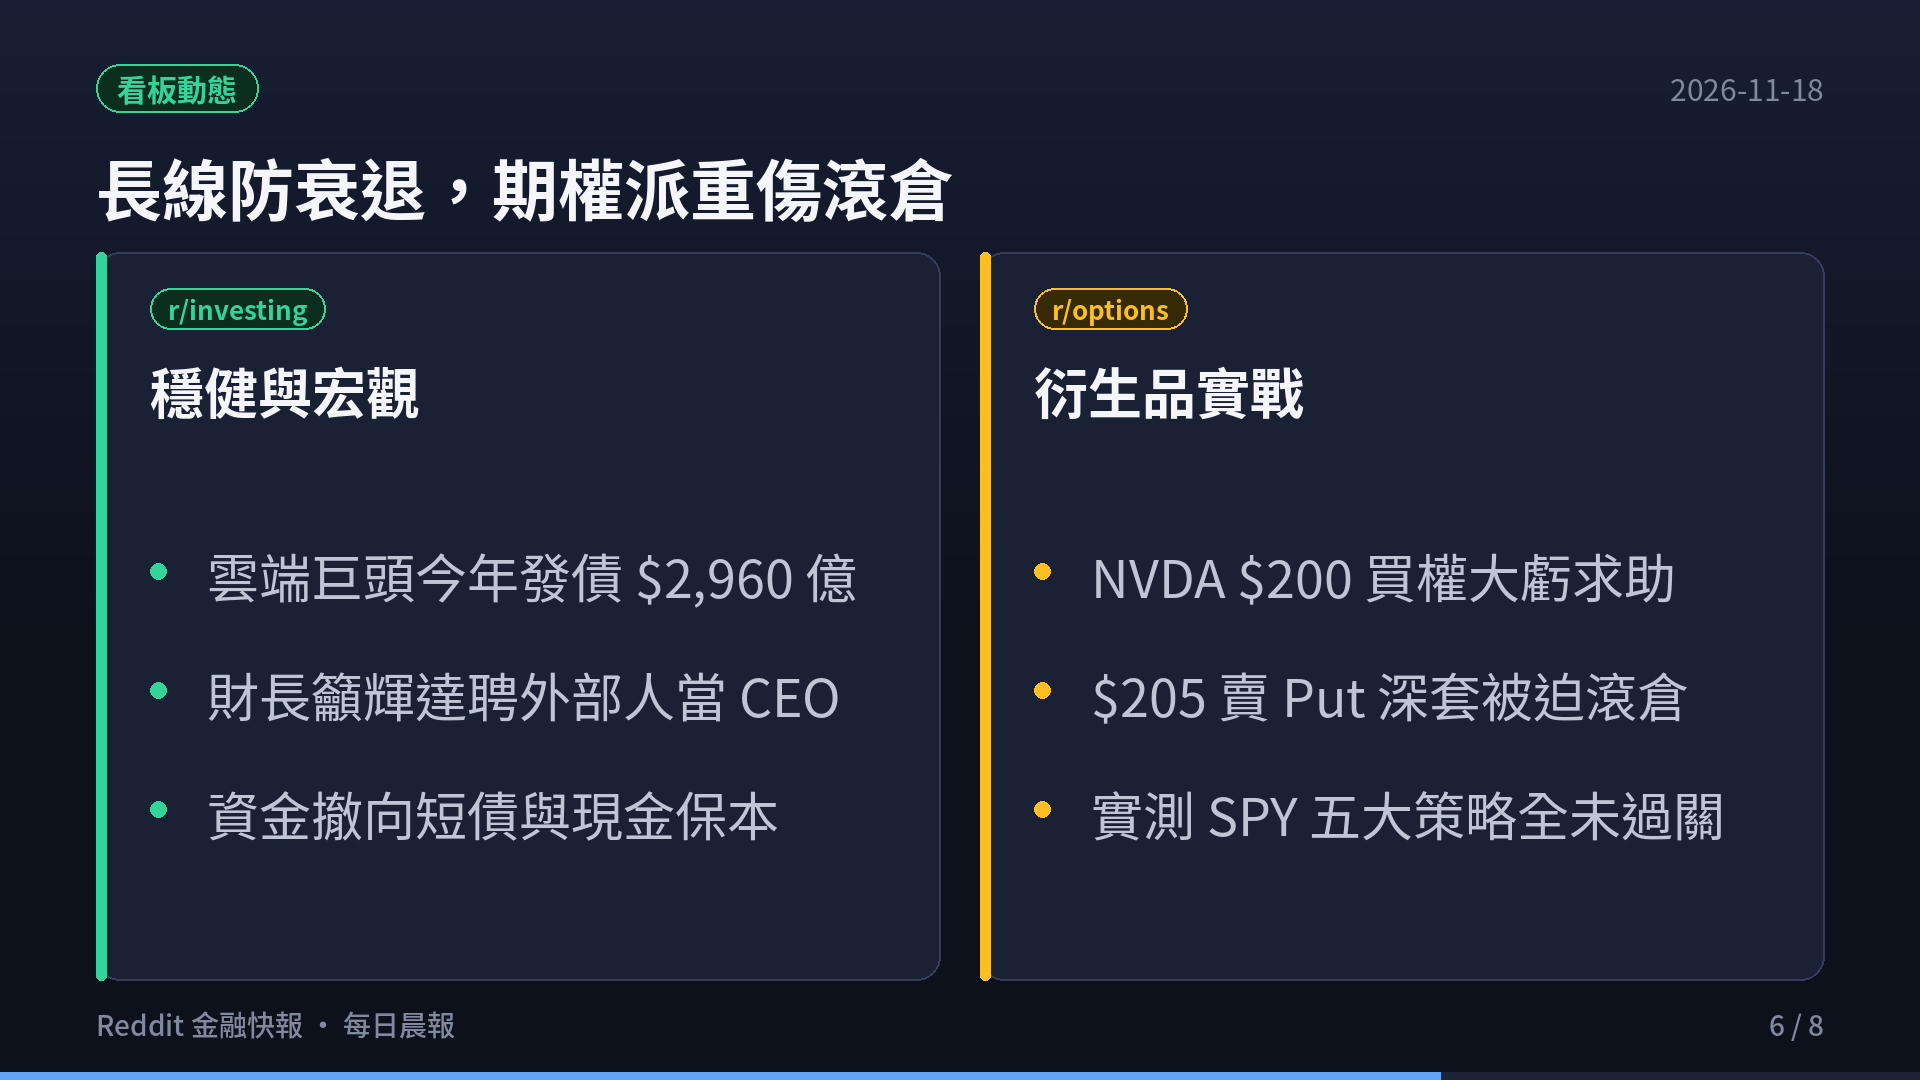 看板動態
2026-11-18
長線防衰退，期權派重傷滾倉
r/investing
穩健與宏觀
雲端巨頭今年發債 $2,960 億
財長籲輝達聘外部人當 CEO
資金撤向短債與現金保本
r/options
衍生品實戰
NVDA $200 買權大虧求助
$205 賣 Put 深套被迫滾倉
實測 SPY 五大策略全未過關
Reddit 金融快報 • 每日晨報
6 / 8